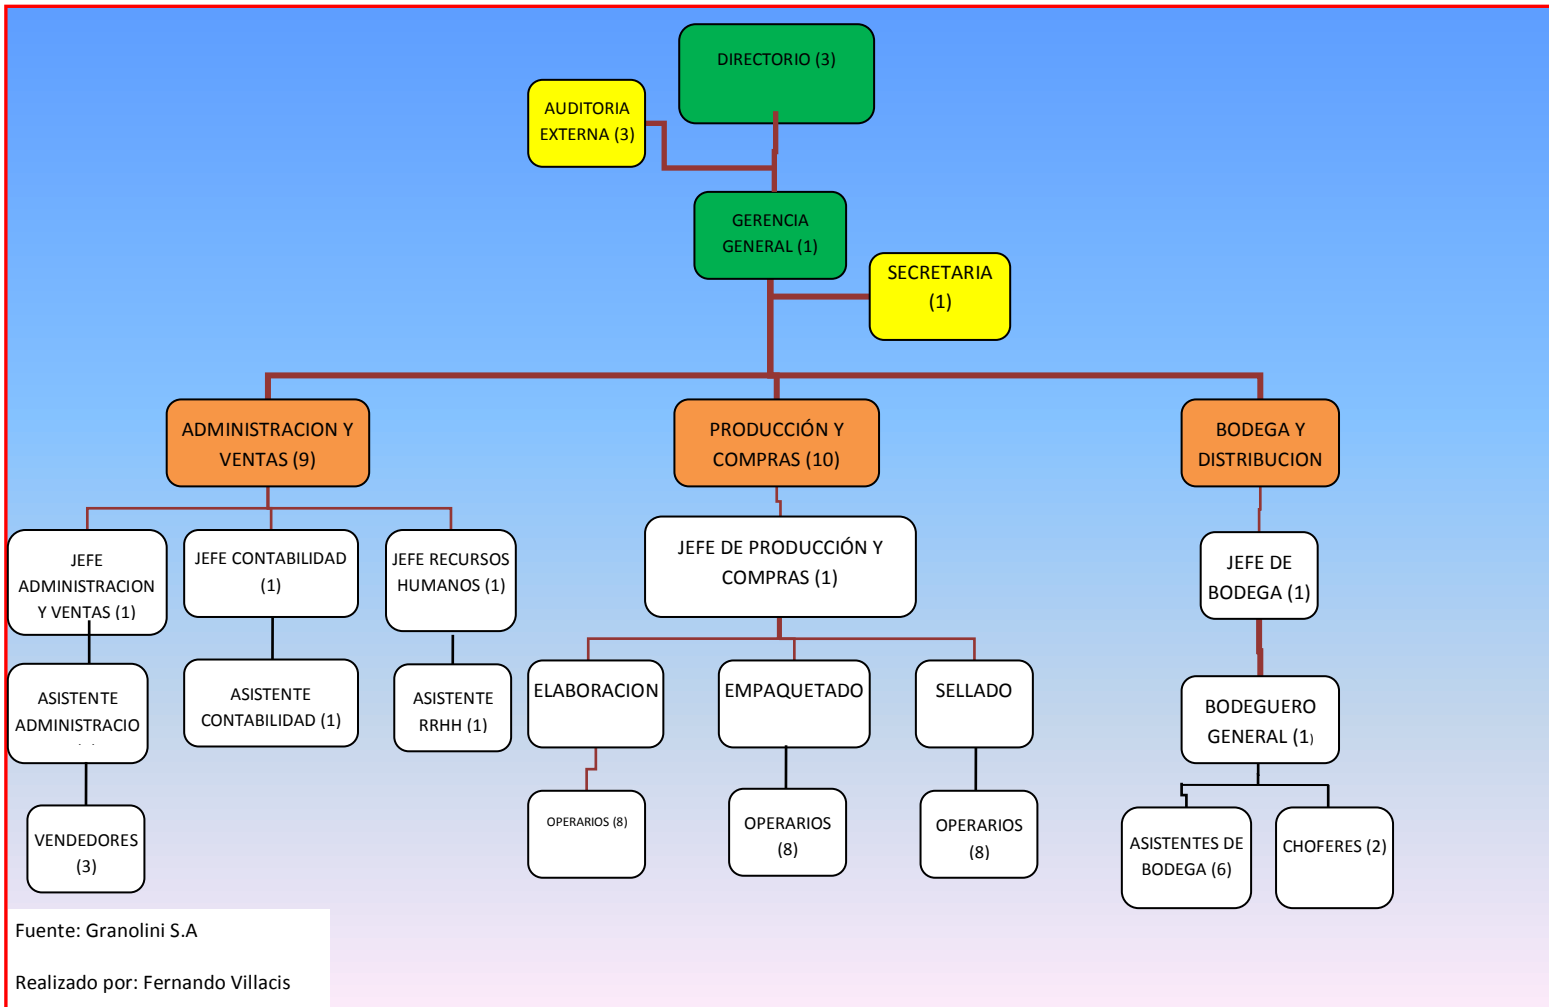 DIRECTORIO (3)
AUDITORIA
EXTERNA (3)
GERENCIA
GENERAL (1)
SECRETARIA
(1)
ADMINISTRACION Y
VENTAS (9)
PRODUCCIÓN Y
COMPRAS (10)
BODEGA Y
DISTRIBUCION
JEFE
ADMINISTRACION
Y VENTAS (1)
JEFE CONTABILIDAD
(1)
JEFE RECURSOS
HUMANOS (1)
JEFE DE PRODUCCIÓN Y
COMPRAS (1)
JEFE DE
BODEGA (1)
ASISTENTE
ADMINISTRACIO
ASISTENTE
CONTABILIDAD (1)
ASISTENTE
RRHH (1)
ELABORACION
EMPAQUETADO
SELLADO
BODEGUERO
GENERAL (1)
VENDEDORES
(3)
OPERARIOS (8)
OPERARIOS
(8)
OPERARIOS
(8)
ASISTENTES DE
BODEGA (6)
CHOFERES (2)
Fuente: Granolini S.A
Realizado por: Fernando Villacis